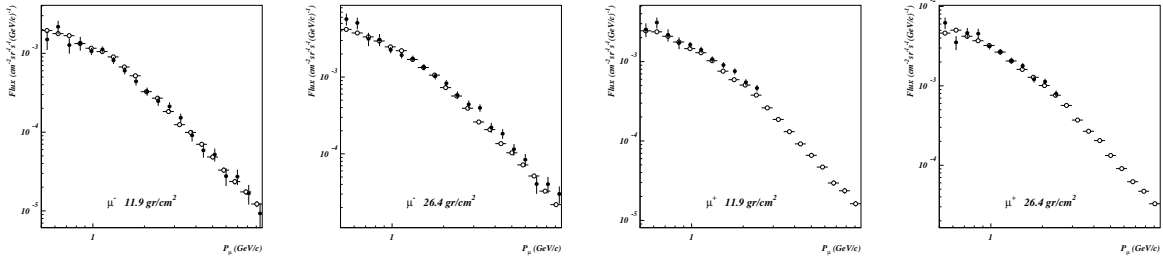 Flux (cm⁻²sr⁻¹s⁻¹(GeV/c)⁻¹)
10⁻³
10⁻⁴
10⁻⁵
1
μ⁻ 11.9 gr/cm²
P_μ (GeV/c)
Flux (cm⁻²sr⁻¹s⁻¹(GeV/c)⁻¹)
10⁻³
10⁻⁴
1
μ⁻ 26.4 gr/cm²
P_μ (GeV/c)
Flux (cm⁻²sr⁻¹s⁻¹(GeV/c)⁻¹)
10⁻²
10⁻³
10⁻⁴
10⁻⁵
1
μ⁺ 11.9 gr/cm²
P_μ (GeV/c)
Flux (cm⁻²sr⁻¹s⁻¹(GeV/c)⁻¹)
10⁻²
10⁻³
10⁻⁴
1
μ⁺ 26.4 gr/cm²
P_μ (GeV/c)